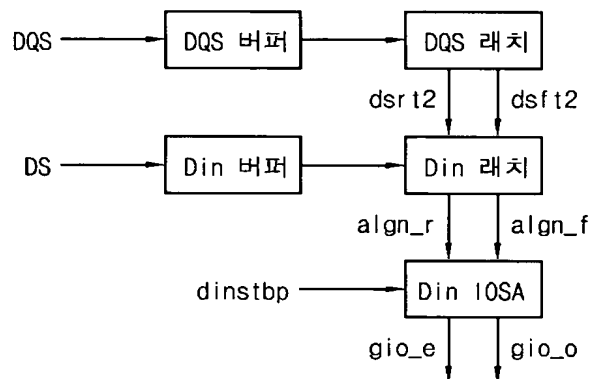 DQS DQS 버퍼 DQS 래치
dsrt2 dsft2
DS Din 버퍼 Din 래치
algn_r algn_f
dinstbp Din IOSA
gio_e gio_o